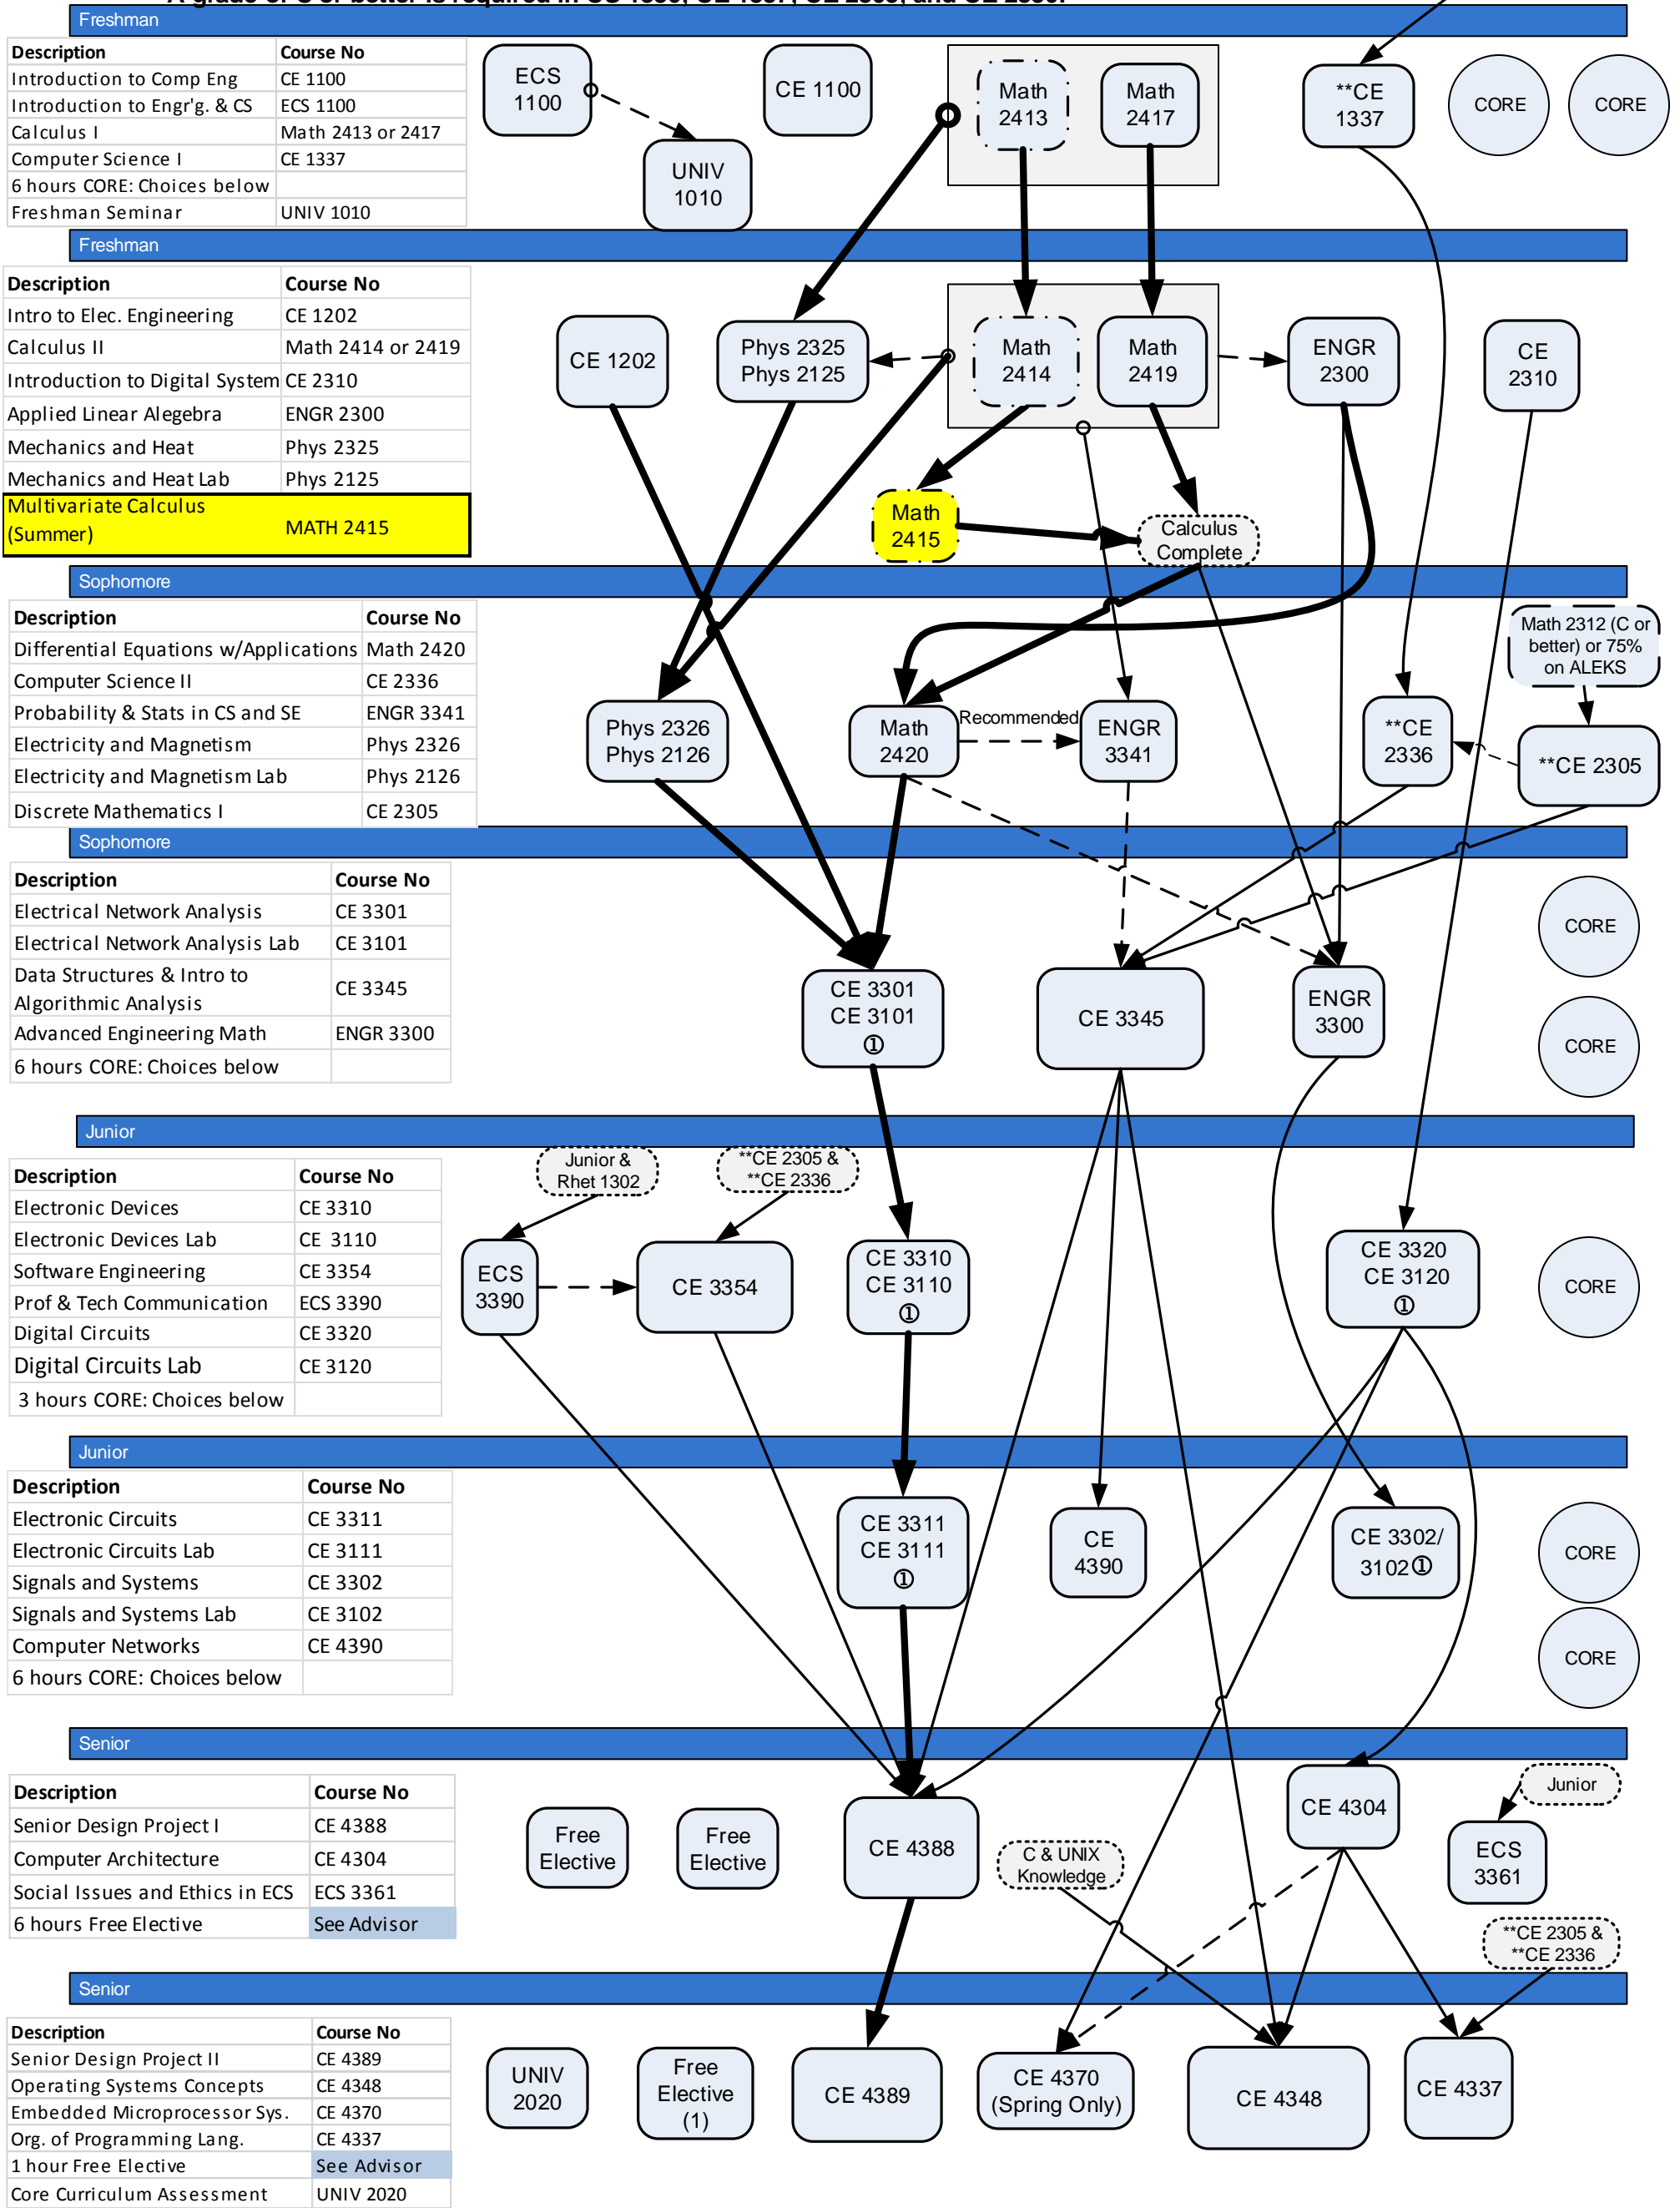 A grade of C or better is required in CS 1336, CE 1337, CE 2305, and CE 2336.
Freshman
Description Course No
Introduction to Comp Eng CE 1100
Introduction to Engr'g. & CS ECS 1100
Calculus I Math 2413 or 2417
Computer Science I CE 1337
6 hours CORE: Choices below
Freshman Seminar UNIV 1010
ECS
1100
UNIV
1010
CE 1100
Math
2413
Math
2417
**CE
1337
CORE
CORE
Freshman
Description Course No
Intro to Elec. Engineering CE 1202
Calculus II Math 2414 or 2419
Introduction to Digital System CE 2310
Applied Linear Alegebra ENGR 2300
Mechanics and Heat Phys 2325
Mechanics and Heat Lab Phys 2125
Multivariate Calculus
(Summer) MATH 2415
CE 1202
Phys 2325
Phys 2125
Math
2414
Math
2419
ENGR
2300
CE
2310
Math
2415
Calculus
Complete
Sophomore
Description Course No
Differential Equations w/Applications Math 2420
Computer Science II CE 2336
Probability & Stats in CS and SE ENGR 3341
Electricity and Magnetism Phys 2326
Electricity and Magnetism Lab Phys 2126
Discrete Mathematics I CE 2305
Math 2312 (C or
better) or 75%
on ALEKS
Phys 2326
Phys 2126
Math
2420
Recommended
ENGR
3341
**CE
2336
**CE 2305
Sophomore
Description Course No
Electrical Network Analysis CE 3301
Electrical Network Analysis Lab CE 3101
Data Structures & Intro to
Algorithmic Analysis CE 3345
Advanced Engineering Math ENGR 3300
6 hours CORE: Choices below
CE 3301
CE 3101
①
CE 3345
ENGR
3300
CORE
CORE
Junior
Description Course No
Electronic Devices CE 3310
Electronic Devices Lab CE 3110
Software Engineering CE 3354
Prof & Tech Communication ECS 3390
Digital Circuits CE 3320
Digital Circuits Lab CE 3120
3 hours CORE: Choices below
Junior &
Rhet 1302
**CE 2305 &
**CE 2336
ECS
3390
CE 3354
CE 3310
CE 3110
①
CE 3320
CE 3120
①
CORE
Junior
Description Course No
Electronic Circuits CE 3311
Electronic Circuits Lab CE 3111
Signals and Systems CE 3302
Signals and Systems Lab CE 3102
Computer Networks CE 4390
6 hours CORE: Choices below
CE 3311
CE 3111
①
CE
4390
CE 3302/
3102①
CORE
CORE
Senior
Description Course No
Senior Design Project I CE 4388
Computer Architecture CE 4304
Social Issues and Ethics in ECS ECS 3361
6 hours Free Elective See Advisor
Free
Elective
Free
Elective
CE 4388
C & UNIX
Knowledge
CE 4304
Junior
ECS
3361
**CE 2305 &
**CE 2336
Senior
Description Course No
Senior Design Project II CE 4389
Operating Systems Concepts CE 4348
Embedded Microprocessor Sys. CE 4370
Org. of Programming Lang. CE 4337
1 hour Free Elective See Advisor
Core Curriculum Assessment UNIV 2020
UNIV
2020
Free
Elective
(1)
CE 4389
CE 4370
(Spring Only)
CE 4348
CE 4337